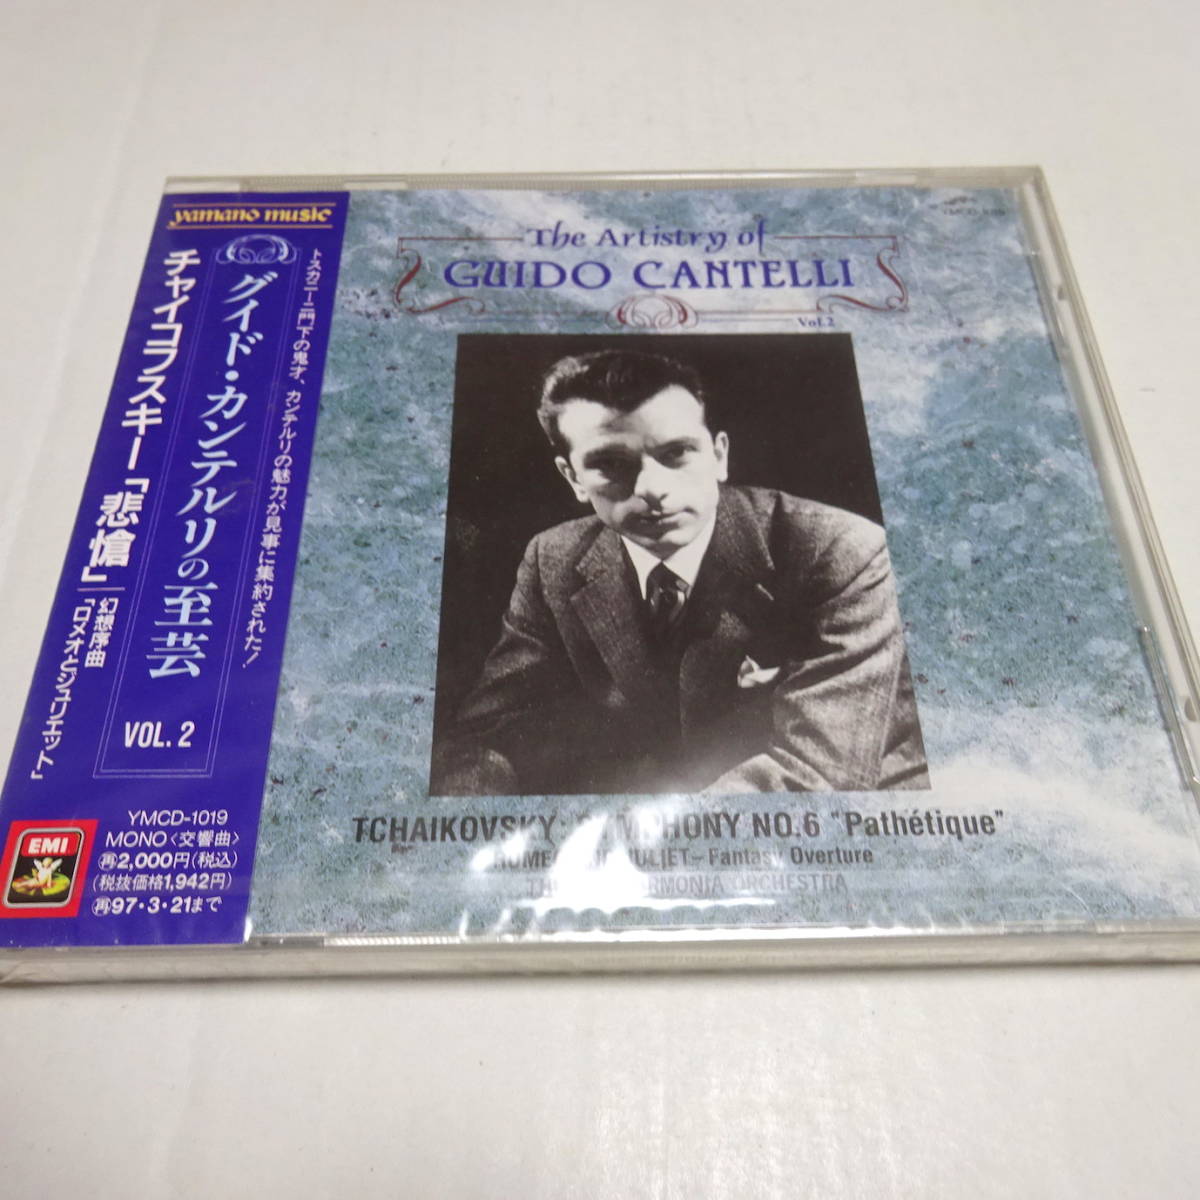 yamano music
トスカニーニ門下の鬼才、カンテルリの魅力が見事に集約された!
グイド・カンテルリの至芸
VOL. 2
チャイコフスキー「悲愴」
幻想序曲
「ロメオとジュリエット」
EMI
YMCD-1019
MONO〈交響曲〉
再2,000円(税込)
(税抜価格1,942円)
再97・3・21まで
The Artistry of
GUIDO CANTELLI
Vol.2
TCHAIKOVSKY: SYMPHONY NO.6 "Pathétique"
ROMEO AND JULIET – Fantasy Overture
ORCHESTRA